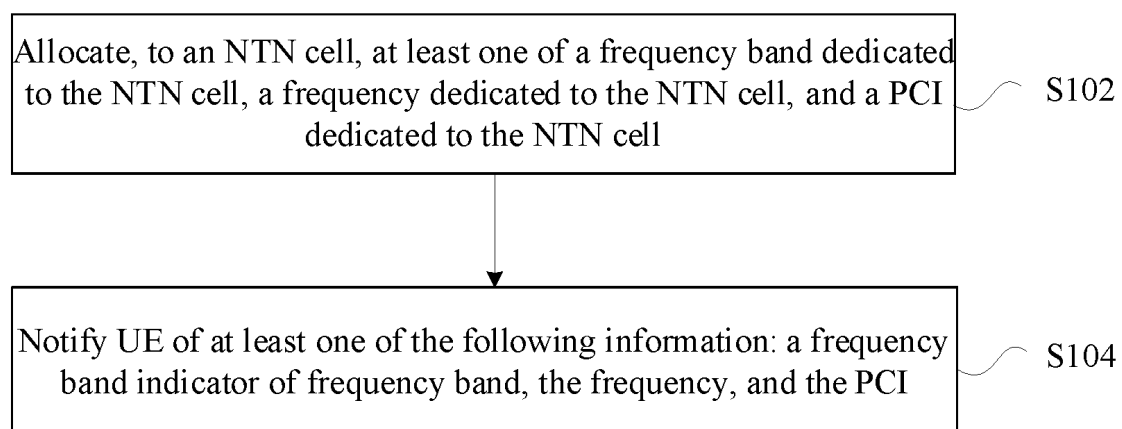 Allocate, to an NTN cell, at least one of a frequency band dedicated
to the NTN cell, a frequency dedicated to the NTN cell, and a PCI
dedicated to the NTN cell
S102
Notify UE of at least one of the following information: a frequency
band indicator of frequency band, the frequency, and the PCI
S104